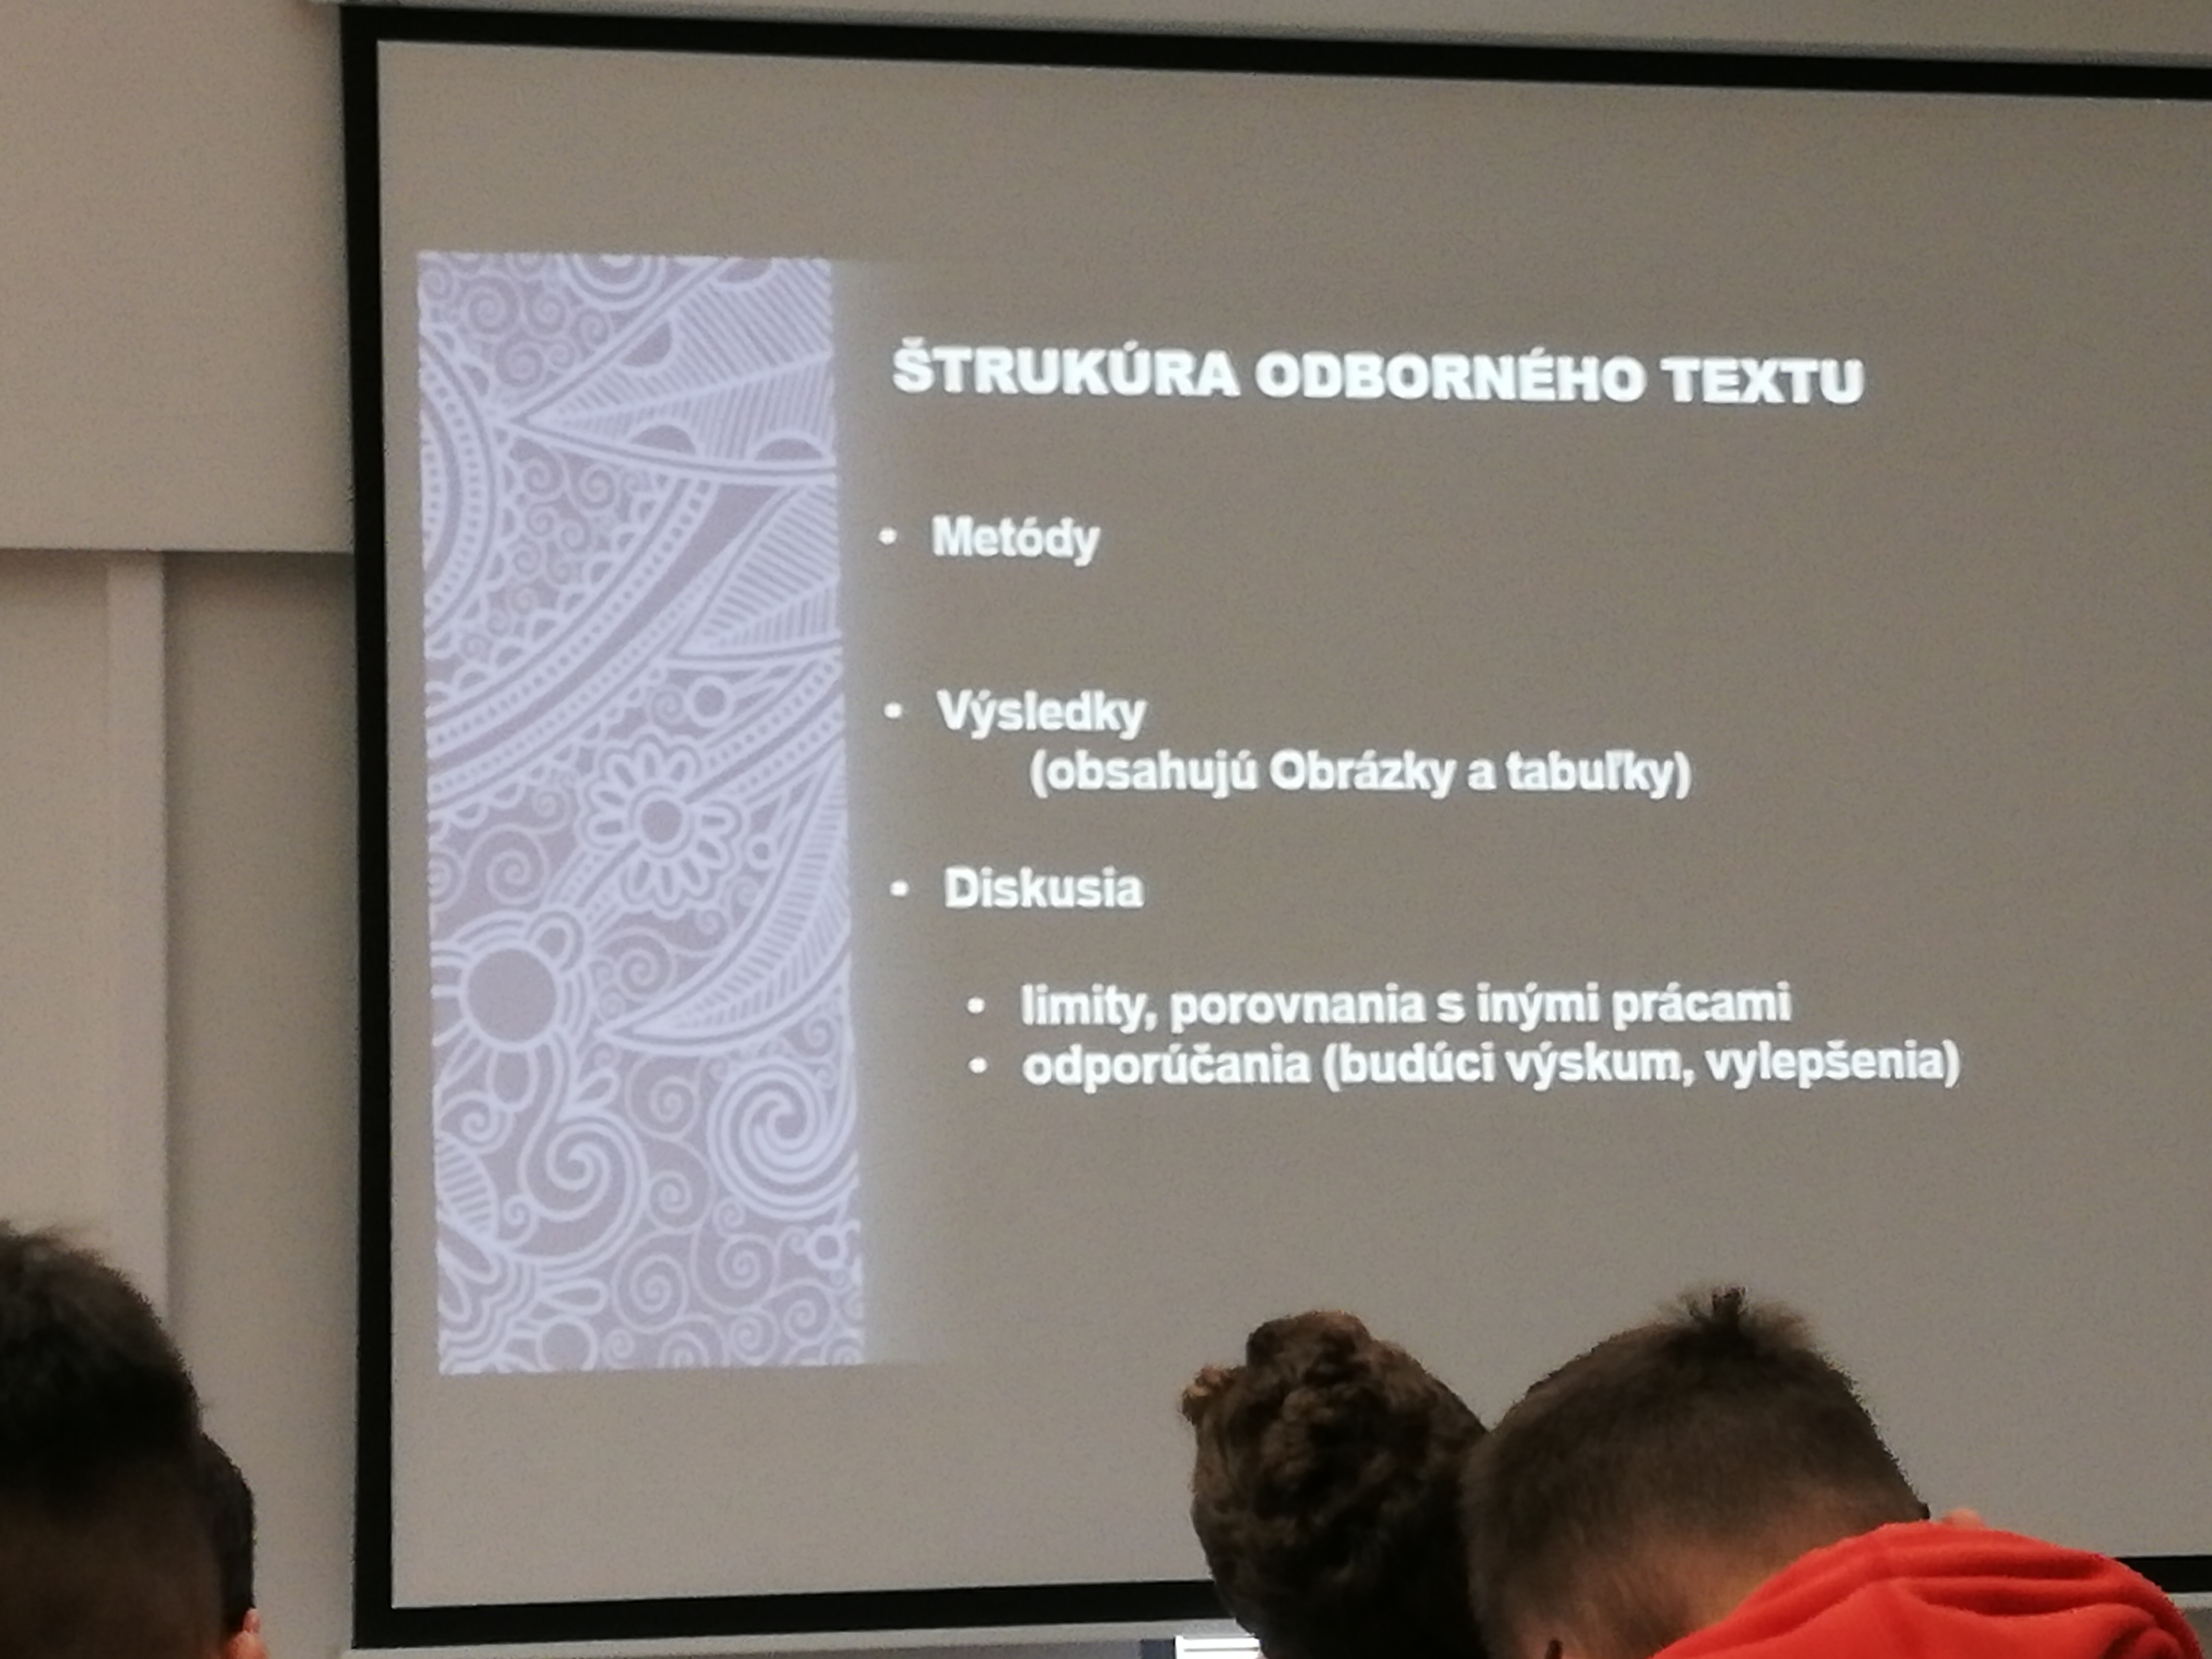 ŠTRUKÚRA ODBORNÉHO TEXTU
• Metódy
• Výsledky
(obsahujú Obrázky a tabuľky)
• Diskusia
• limity, porovnania s inými prácami
• odporúčania (budúci výskum, vylepšenia)